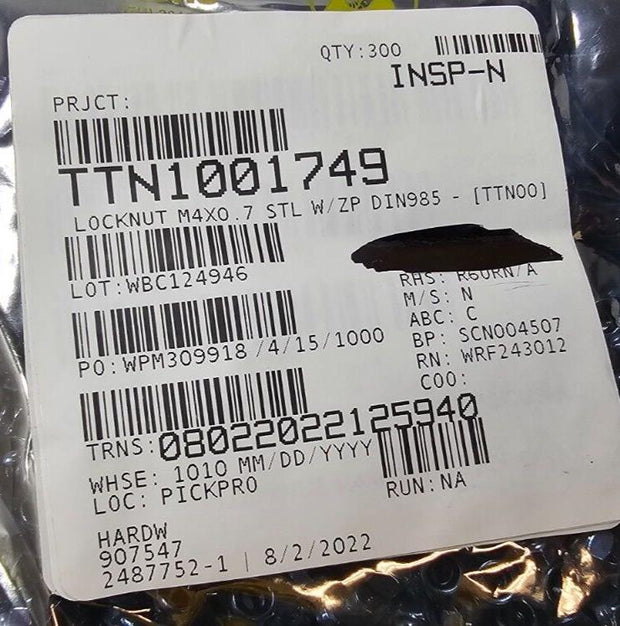 QTY:300
INSP-N
PRJCT:
TTN1001749
LOCKNUT M4X0.7 STL W/ZP DIN985 - [TTN00]
LOT:WBC124946
RHS: R6URN/A
M/S: N
ABC: C
PO:WPM309918 /4/15/1000
BP: SCN004507
RN: WRF243012
COO:
TRNS:08022022125940
WHSE: 1010 MM/DD/YYYY
LOC: PICKPRO
RUN:NA
HARDW
907547
2487752-1 | 8/2/2022